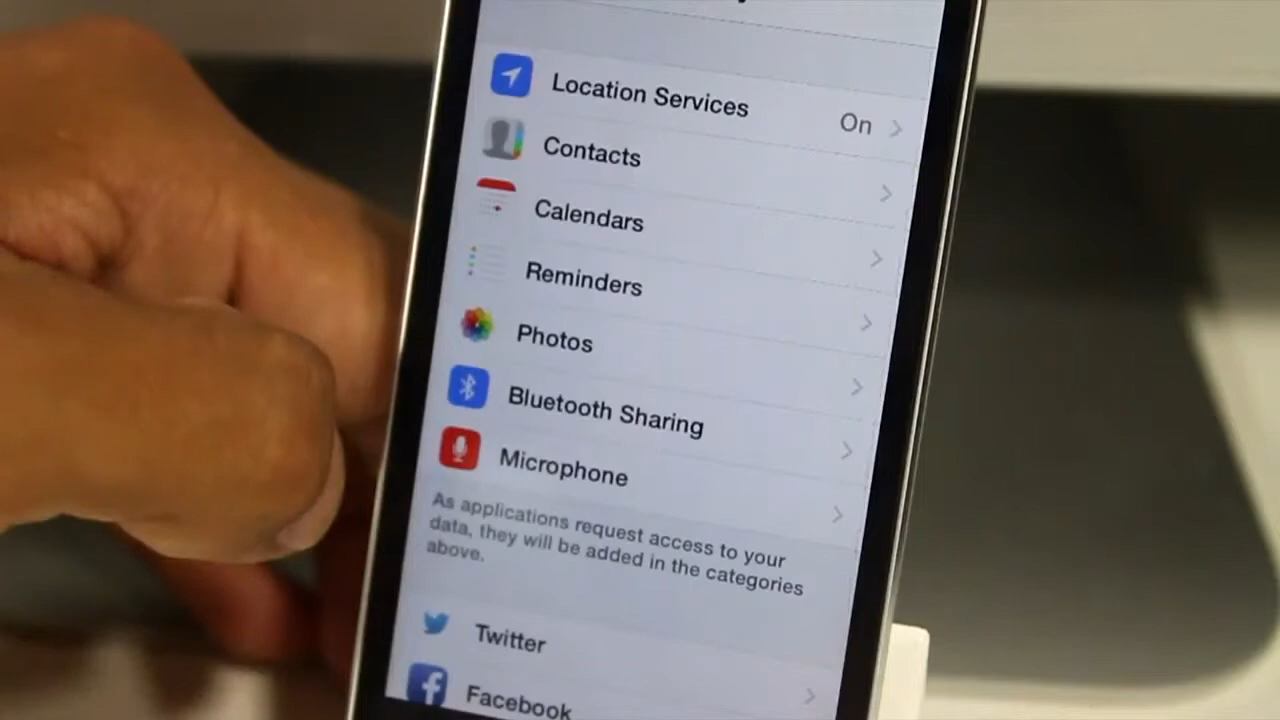 Location Services On
Contacts
Calendars
Reminders
Photos
Bluetooth Sharing
Microphone
As applications request access to your
data, they will be added in the categories
above.
Twitter
Facebook